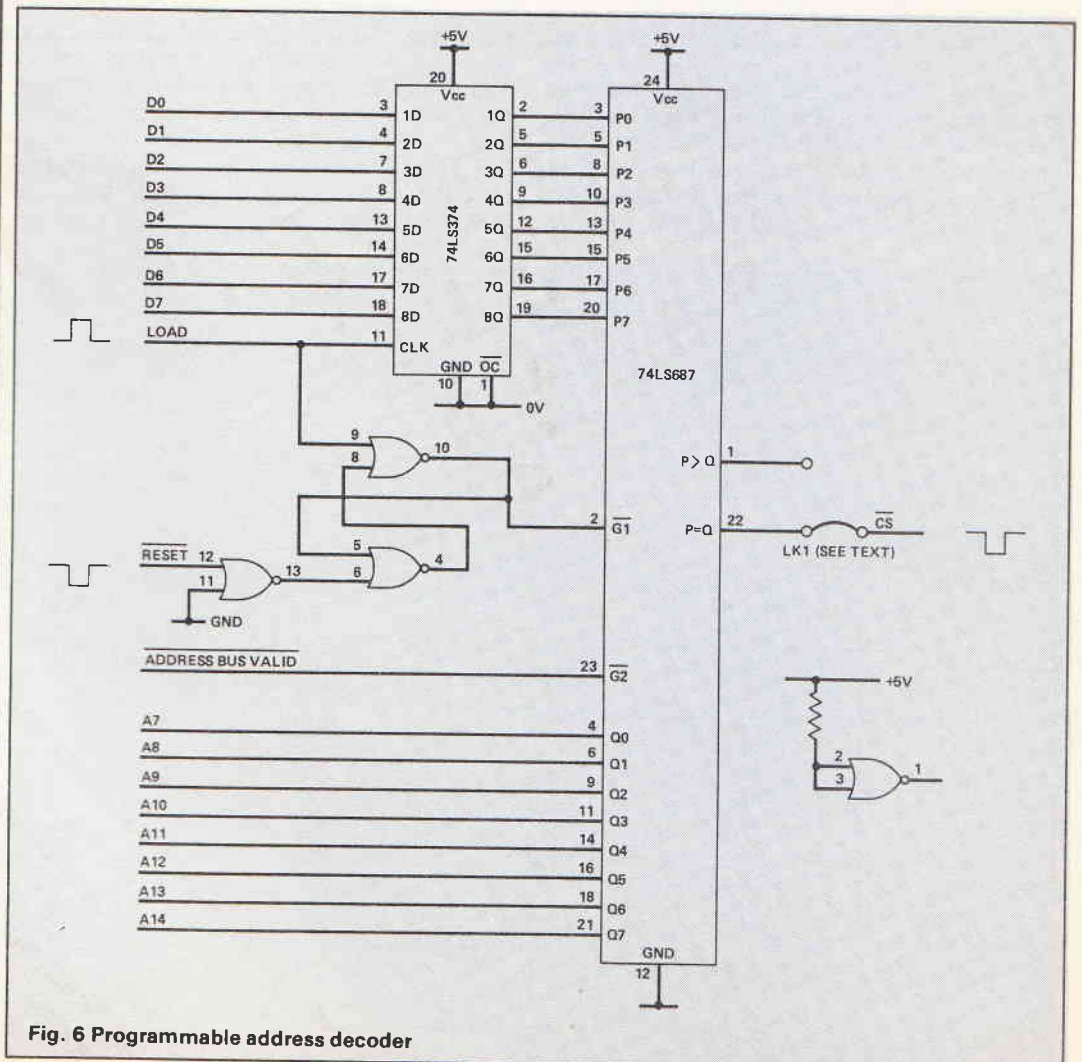 +5V
+5V
20
24
Vcc
Vcc
D0 3 1D 1Q 2 3 P0
D1 4 2D 2Q 5 5 P1
D2 7 3D 3Q 6 8 P2
D3 8 4D 4Q 9 10 P3
D4 13 5D 5Q 12 13 P4
D5 14 6D 6Q 15 15 P5
D6 17 7D 7Q 16 17 P6
D7 18 8D 8Q 19 20 P7
74LS374
LOAD 11 CLK
GND OC
10 1
0V
74LS687
9
8
10
P>Q 1
2 G1
P=Q 22 CS
LK1 (SEE TEXT)
RESET 12
11
13
5
6
4
GND
ADDRESS BUS VALID 23 G2
+5V
2
3
1
A7 4 Q0
A8 6 Q1
A9 9 Q2
A10 11 Q3
A11 14 Q4
A12 16 Q5
A13 18 Q6
A14 21 Q7
GND
12
Fig. 6 Programmable address decoder